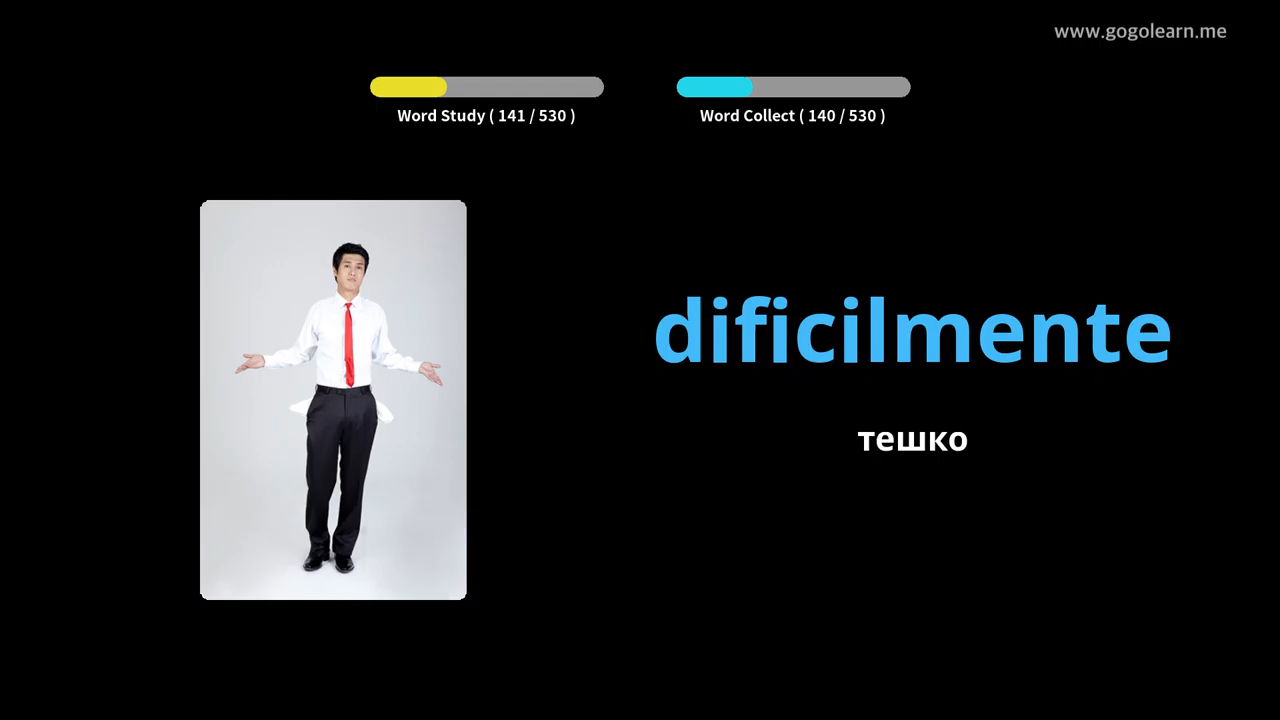 www.gogolearn.me
Word Study ( 141 / 530 )
Word Collect ( 140 / 530 )
dificilmente
тешко